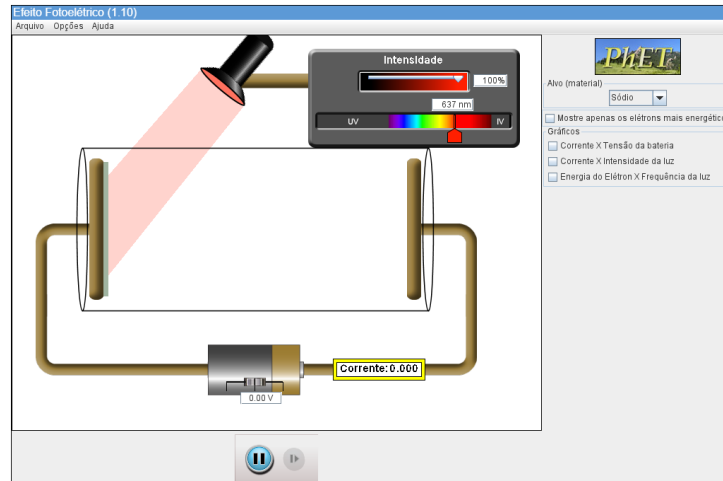 Efeito Fotoelétrico (1.10)
Arquivo Opções Ajuda
Intensidade
100%
637 nm
UV
IV
PhET
Alvo (material)
Sódio
Mostre apenas os elétrons mais energético
Gráficos
Corrente X Tensão da bateria
Corrente X Intensidade da luz
Energia do Elétron X Frequência da luz
Corrente:0.000
0.00 V